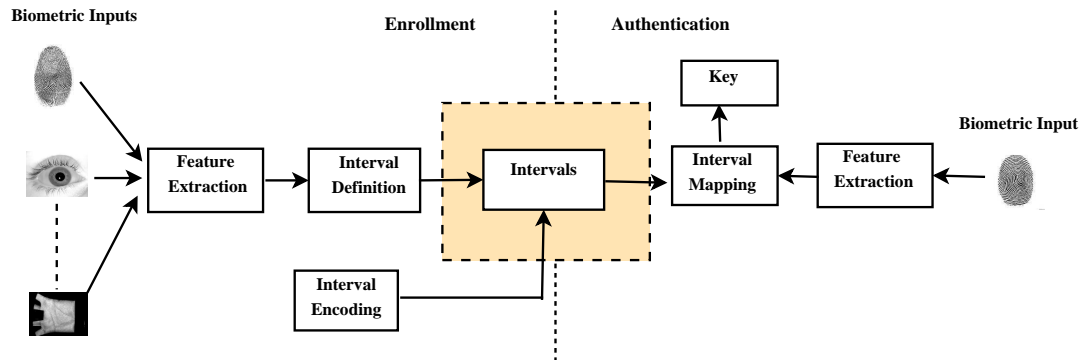 Biometric Inputs
Enrollment
Authentication
Key
Biometric Input
Feature
Extraction
Interval
Definition
Intervals
Interval
Mapping
Feature
Extraction
Interval
Encoding